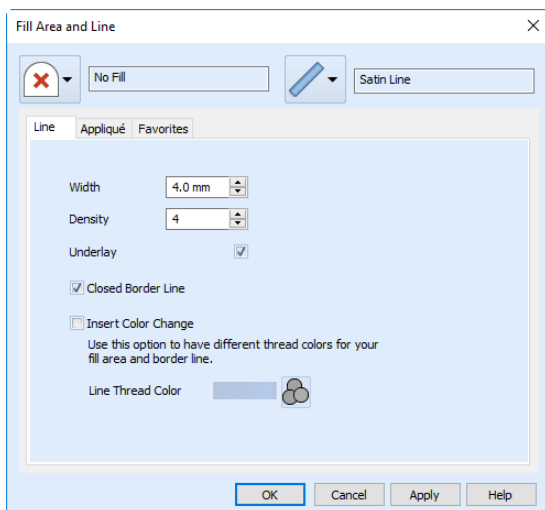 Fill Area and Line
No Fill
Satin Line
Line Appliqué Favorites
Width 4.0 mm
Density 4
Underlay
Closed Border Line
Insert Color Change
Use this option to have different thread colors for your
fill area and border line.
Line Thread Color
OK Cancel Apply Help